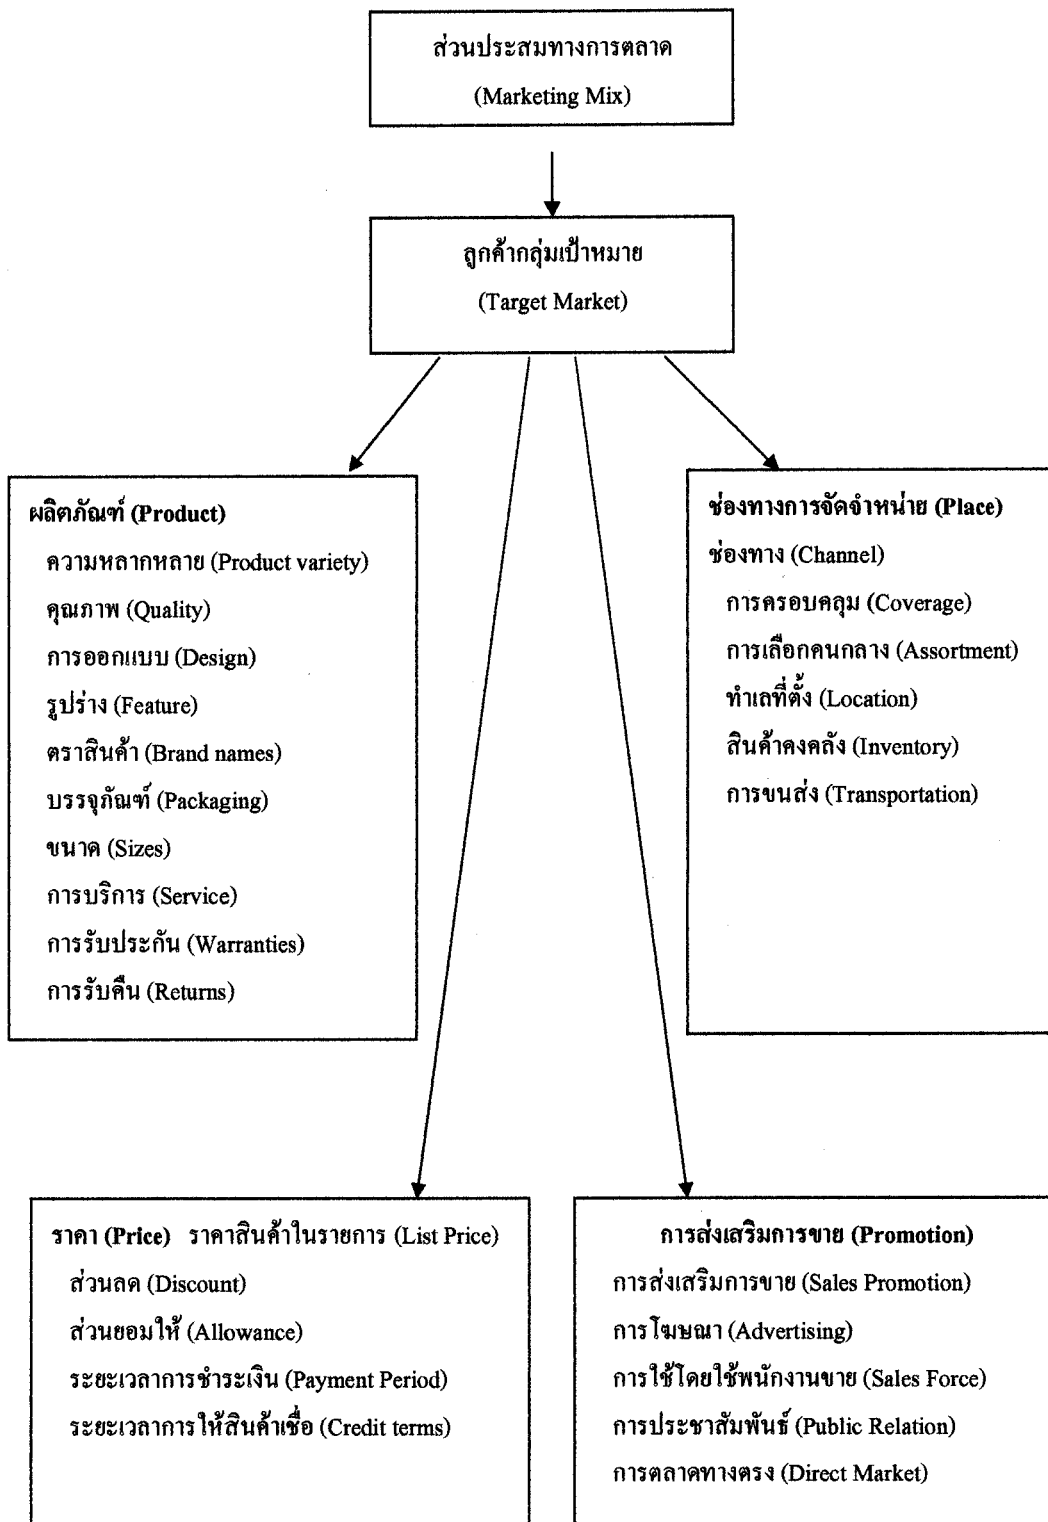 ส่วนประสมทางการตลาด
(Marketing Mix)
ลูกค้ากลุ่มเป้าหมาย
(Target Market)
ผลิตภัณฑ์ (Product)
ความหลากหลาย (Product variety)
คุณภาพ (Quality)
การออกแบบ (Design)
รูปร่าง (Feature)
ตราสินค้า (Brand names)
บรรจุภัณฑ์ (Packaging)
ขนาด (Sizes)
การบริการ (Service)
การรับประกัน (Warranties)
การรับคืน (Returns)
ช่องทางการจัดจำหน่าย (Place)
ช่องทาง (Channel)
การครอบคลุม (Coverage)
การเลือกคนกลาง (Assortment)
ทำเลที่ตั้ง (Location)
สินค้าคงคลัง (Inventory)
การขนส่ง (Transportation)
ราคา (Price) ราคาสินค้าในรายการ (List Price)
ส่วนลด (Discount)
ส่วนยอมให้ (Allowance)
ระยะเวลาการชำระเงิน (Payment Period)
ระยะเวลาการให้สินค้าเชื่อ (Credit terms)
การส่งเสริมการขาย (Promotion)
การส่งเสริมการขาย (Sales Promotion)
การโฆษณา (Advertising)
การใช้โดยใช้พนักงานขาย (Sales Force)
การประชาสัมพันธ์ (Public Relation)
การตลาดทางตรง (Direct Market)